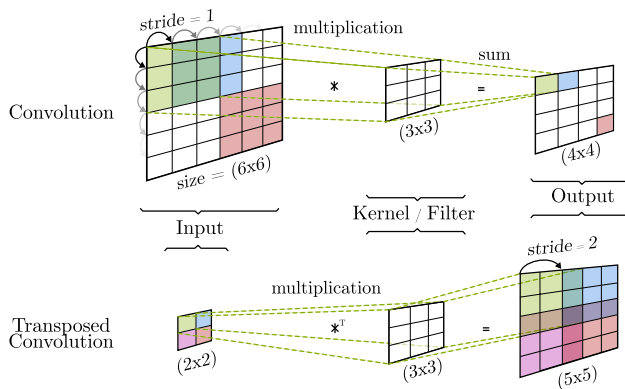 stride = 1
multiplication
sum
Convolution
*
=
(3x3)
(4x4)
size = (6x6)
Input
Kernel / Filter
Output
stride = 2
multiplication
Transposed
Convolution
*T
=
(2x2)
(3x3)
(5x5)